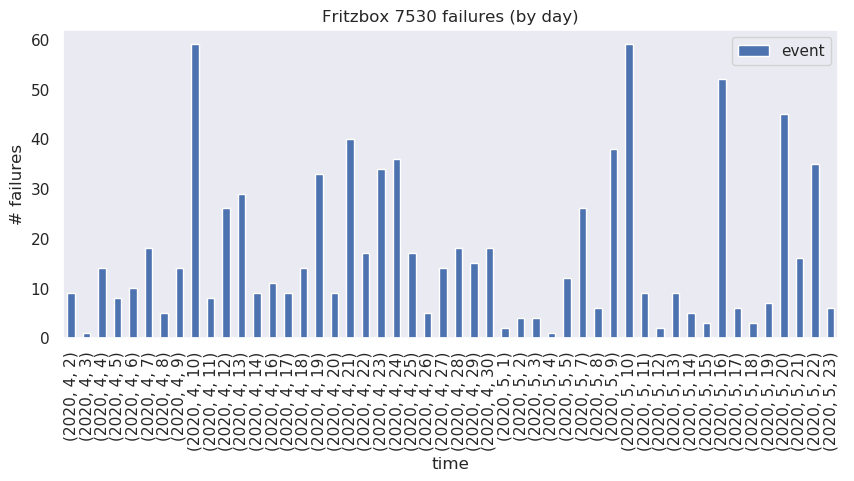 Fritzbox 7530 failures (by day)
event
# failures
60
50
40
30
20
10
0
(2020, 4, 2)
(2020, 4, 3)
(2020, 4, 4)
(2020, 4, 5)
(2020, 4, 6)
(2020, 4, 7)
(2020, 4, 8)
(2020, 4, 9)
(2020, 4, 10)
(2020, 4, 11)
(2020, 4, 12)
(2020, 4, 13)
(2020, 4, 14)
(2020, 4, 16)
(2020, 4, 17)
(2020, 4, 18)
(2020, 4, 19)
(2020, 4, 20)
(2020, 4, 21)
(2020, 4, 22)
(2020, 4, 23)
(2020, 4, 24)
(2020, 4, 25)
(2020, 4, 26)
(2020, 4, 27)
(2020, 4, 28)
(2020, 4, 29)
(2020, 4, 30)
(2020, 5, 1)
(2020, 5, 2)
(2020, 5, 3)
(2020, 5, 4)
(2020, 5, 5)
(2020, 5, 7)
(2020, 5, 8)
(2020, 5, 9)
(2020, 5, 10)
(2020, 5, 11)
(2020, 5, 12)
(2020, 5, 13)
(2020, 5, 14)
(2020, 5, 15)
(2020, 5, 16)
(2020, 5, 17)
(2020, 5, 18)
(2020, 5, 19)
(2020, 5, 20)
(2020, 5, 21)
(2020, 5, 22)
(2020, 5, 23)
time